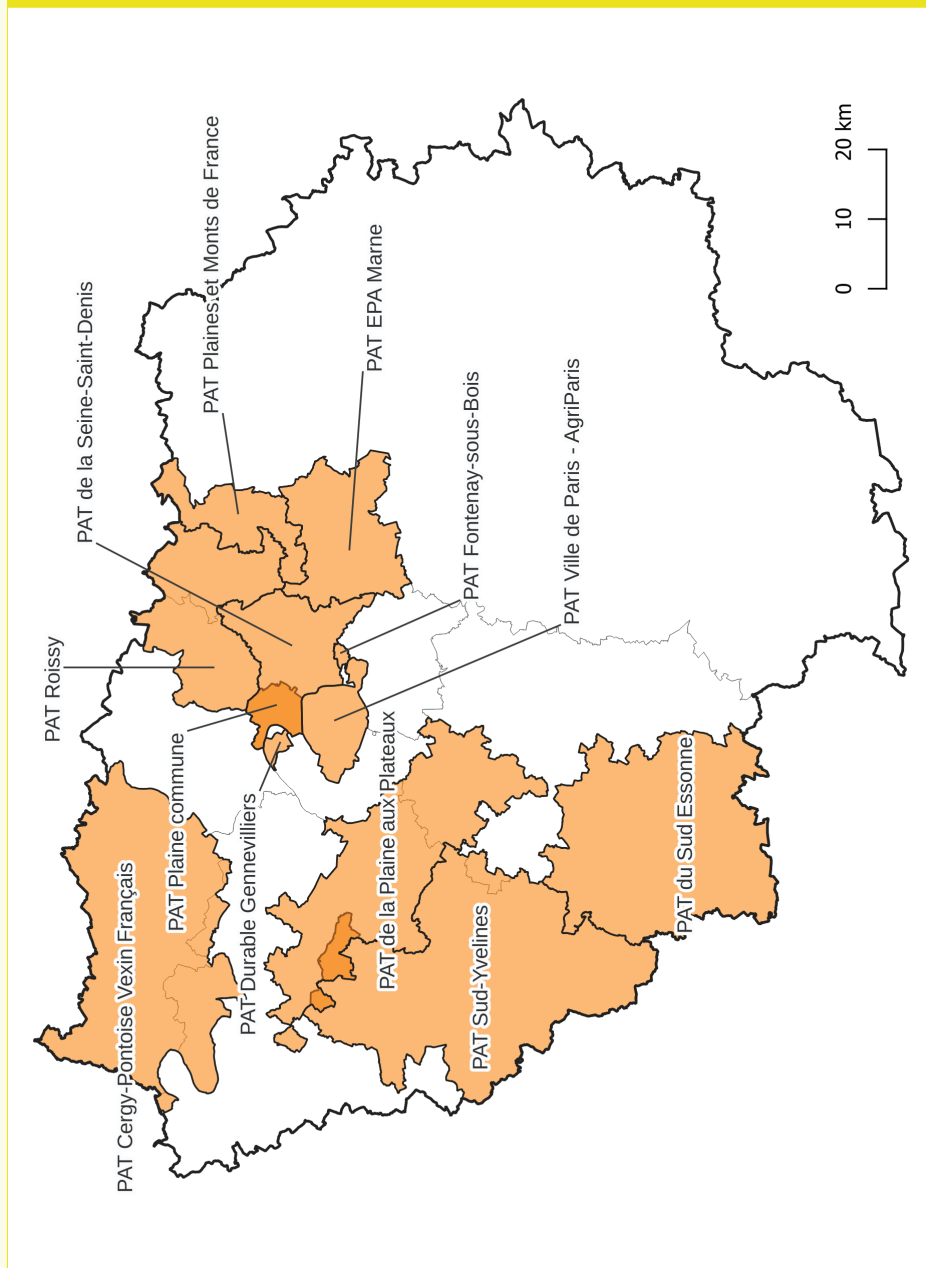 PAT Cergy-Pontoise Vexin Français
PAT Plaine commune
PAT Durable Gennevilliers
PAT Roissy
PAT de la Seine-Saint-Denis
PAT Plaines et Monts de France
PAT EPA Marne
PAT Fontenay-sous-Bois
PAT Ville de Paris - AgriParis
PAT de la Plaine aux Plateaux
PAT Sud-Yvelines
PAT du Sud Essonne
0 10 20 km